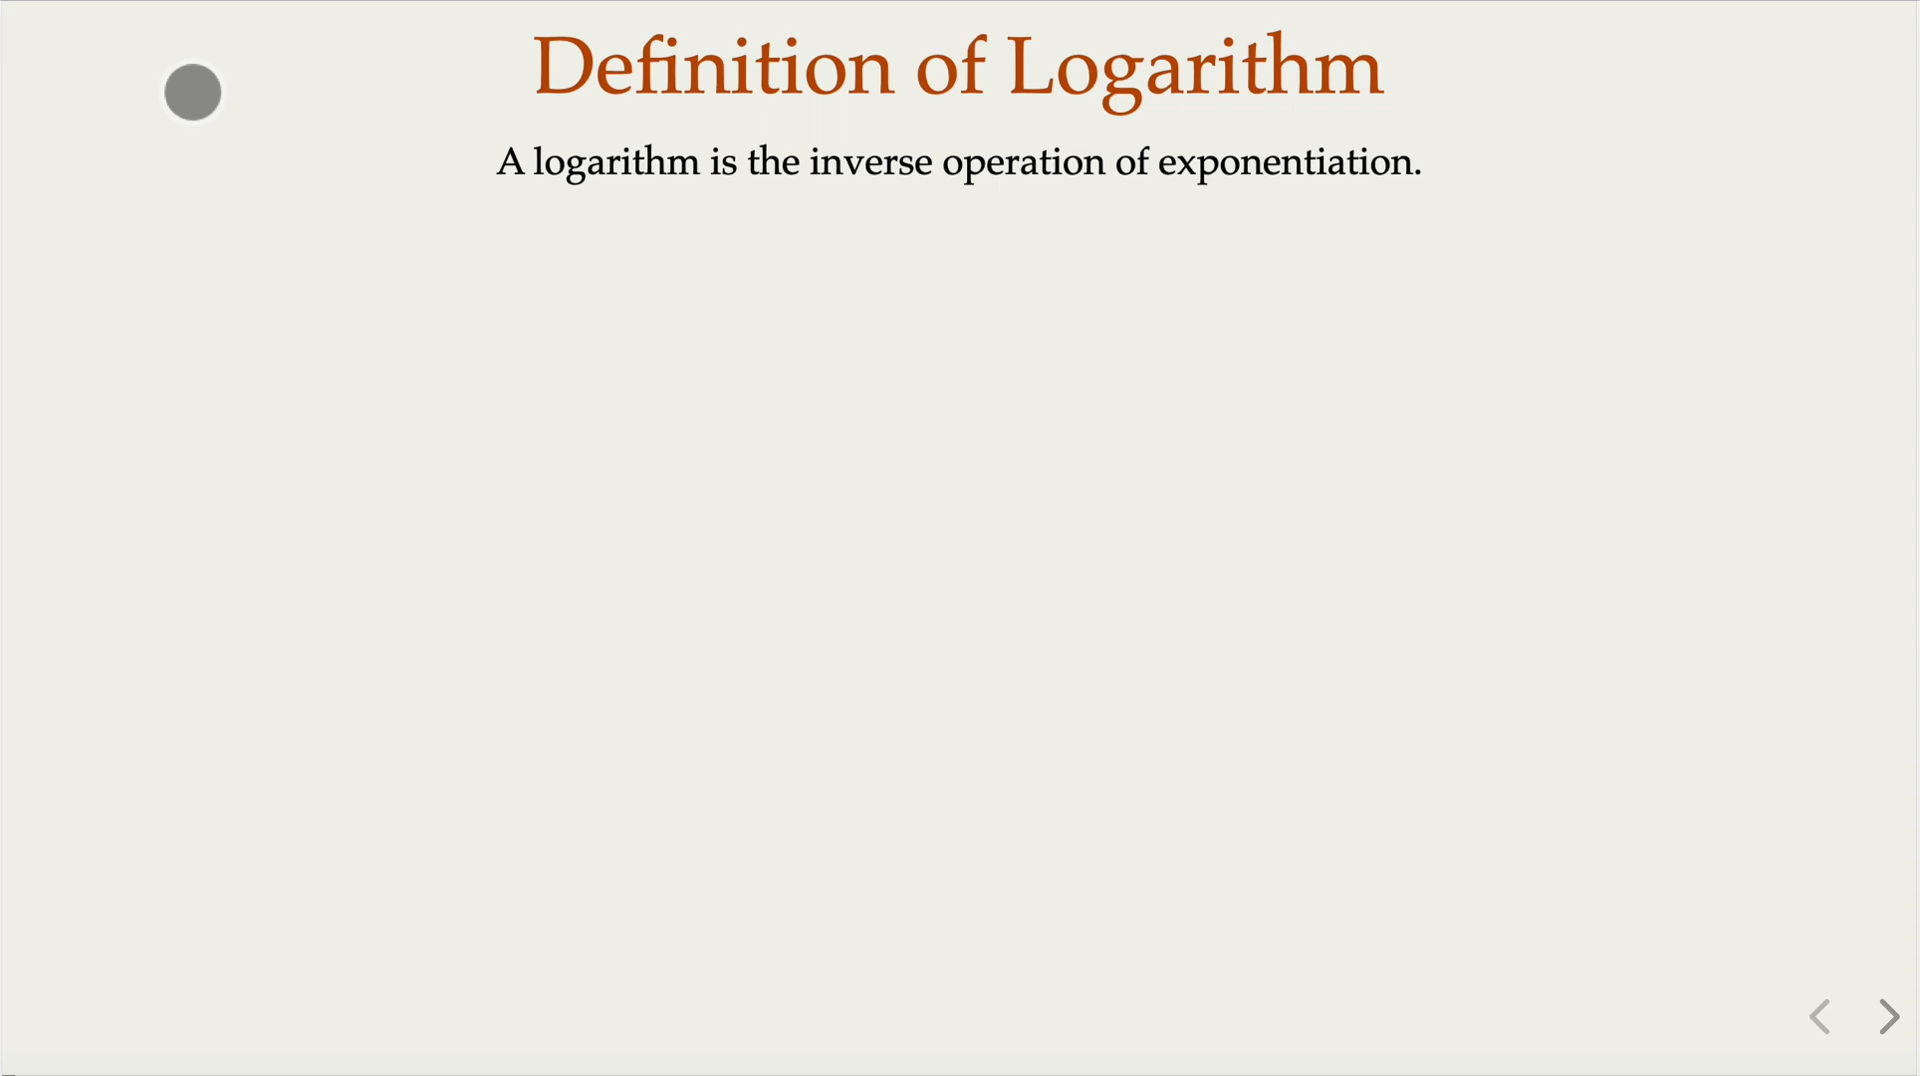 Definition of Logarithm
A logarithm is the inverse operation of exponentiation.